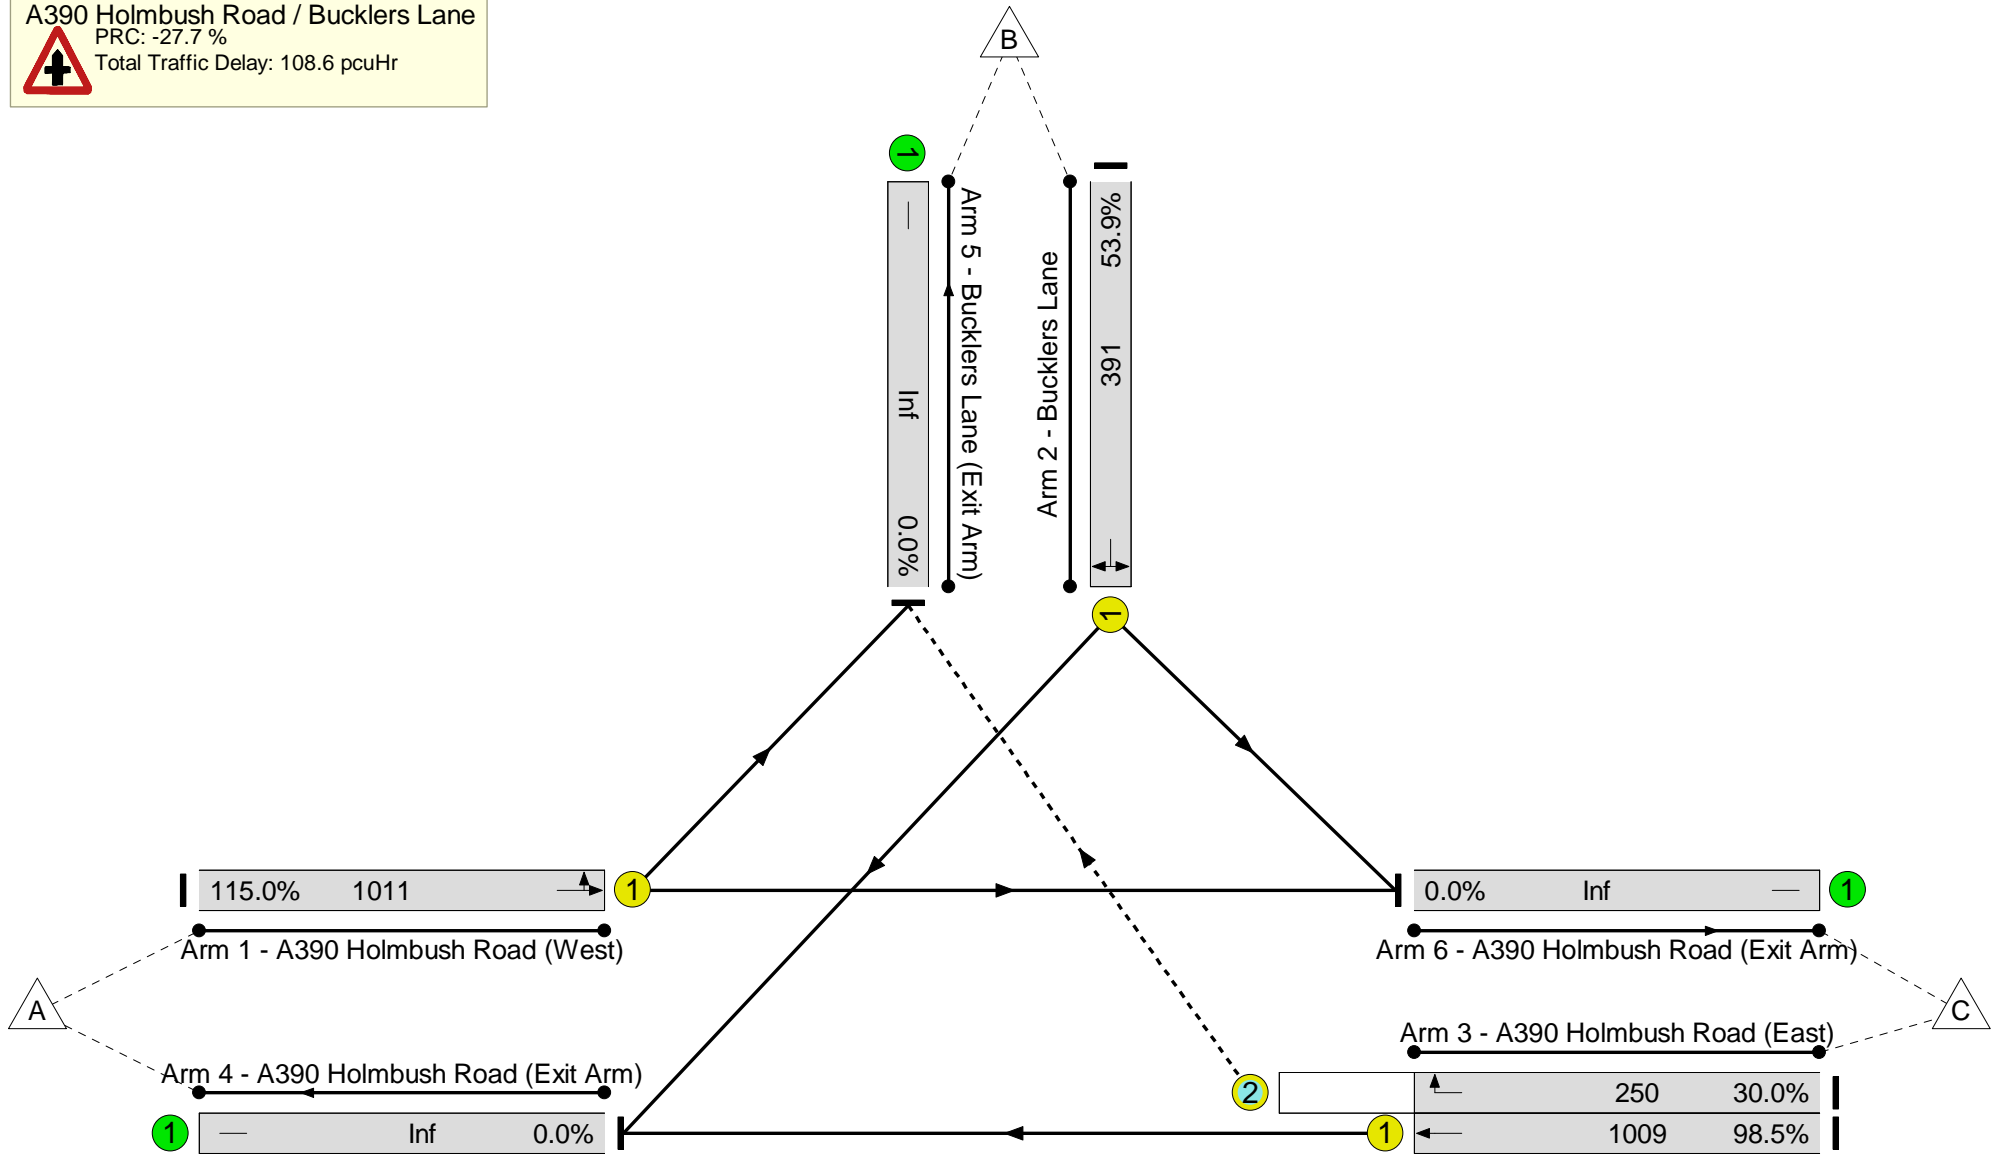 A390 Holmbush Road / Bucklers Lane
PRC: -27.7 %
Total Traffic Delay: 108.6 pcuHr
B
1
Inf
0.0%
Arm 5 - Bucklers Lane (Exit Arm)
Arm 2 - Bucklers Lane
53.9%
391
1
115.0% 1011
1
Arm 1 - A390 Holmbush Road (West)
0.0% Inf
1
Arm 6 - A390 Holmbush Road (Exit Arm)
A
C
Arm 4 - A390 Holmbush Road (Exit Arm)
1
Inf 0.0%
Arm 3 - A390 Holmbush Road (East)
2
250 30.0%
1
1009 98.5%